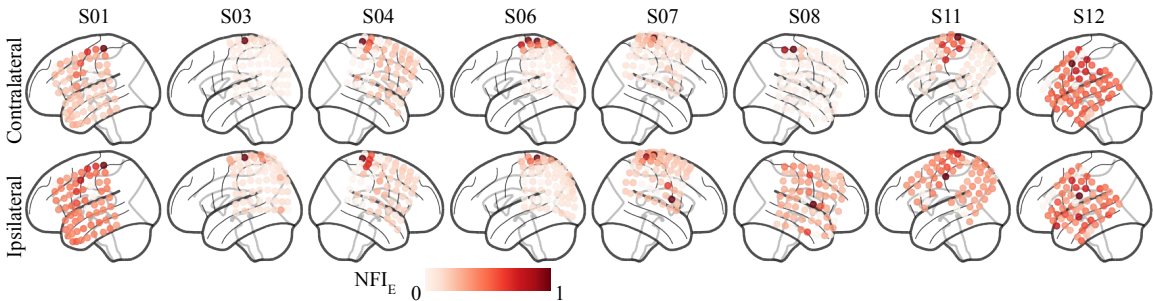 S01 S03 S04 S06 S07 S08 S11 S12
Contralateral
Ipsilateral
NFI_E 0 1